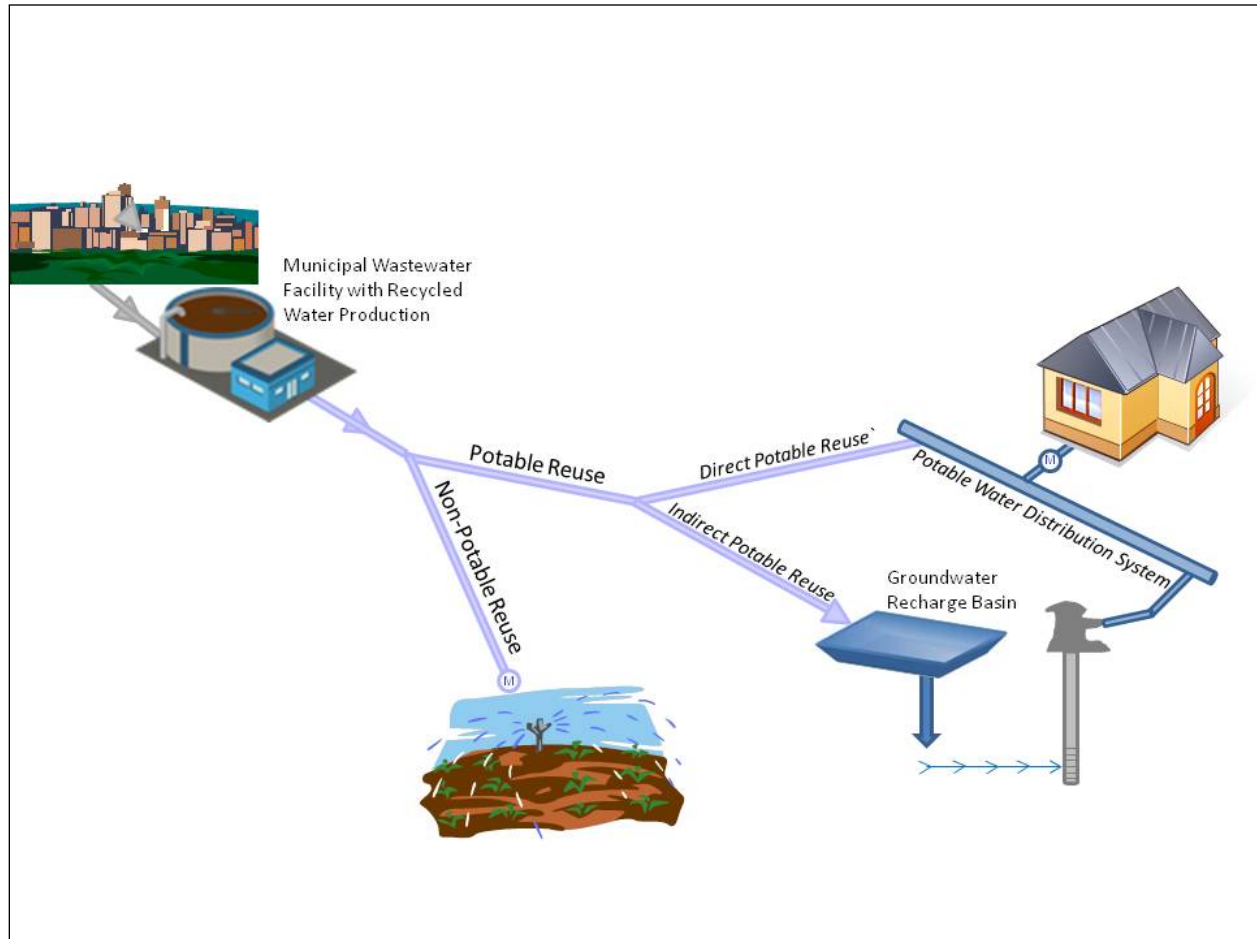 Municipal Wastewater
Facility with Recycled
Water Production
Potable Reuse
Direct Potable Reuse`
Non-Potable Reuse
Indirect Potable Reuse
Potable Water Distribution System
M
Groundwater
Recharge Basin
M